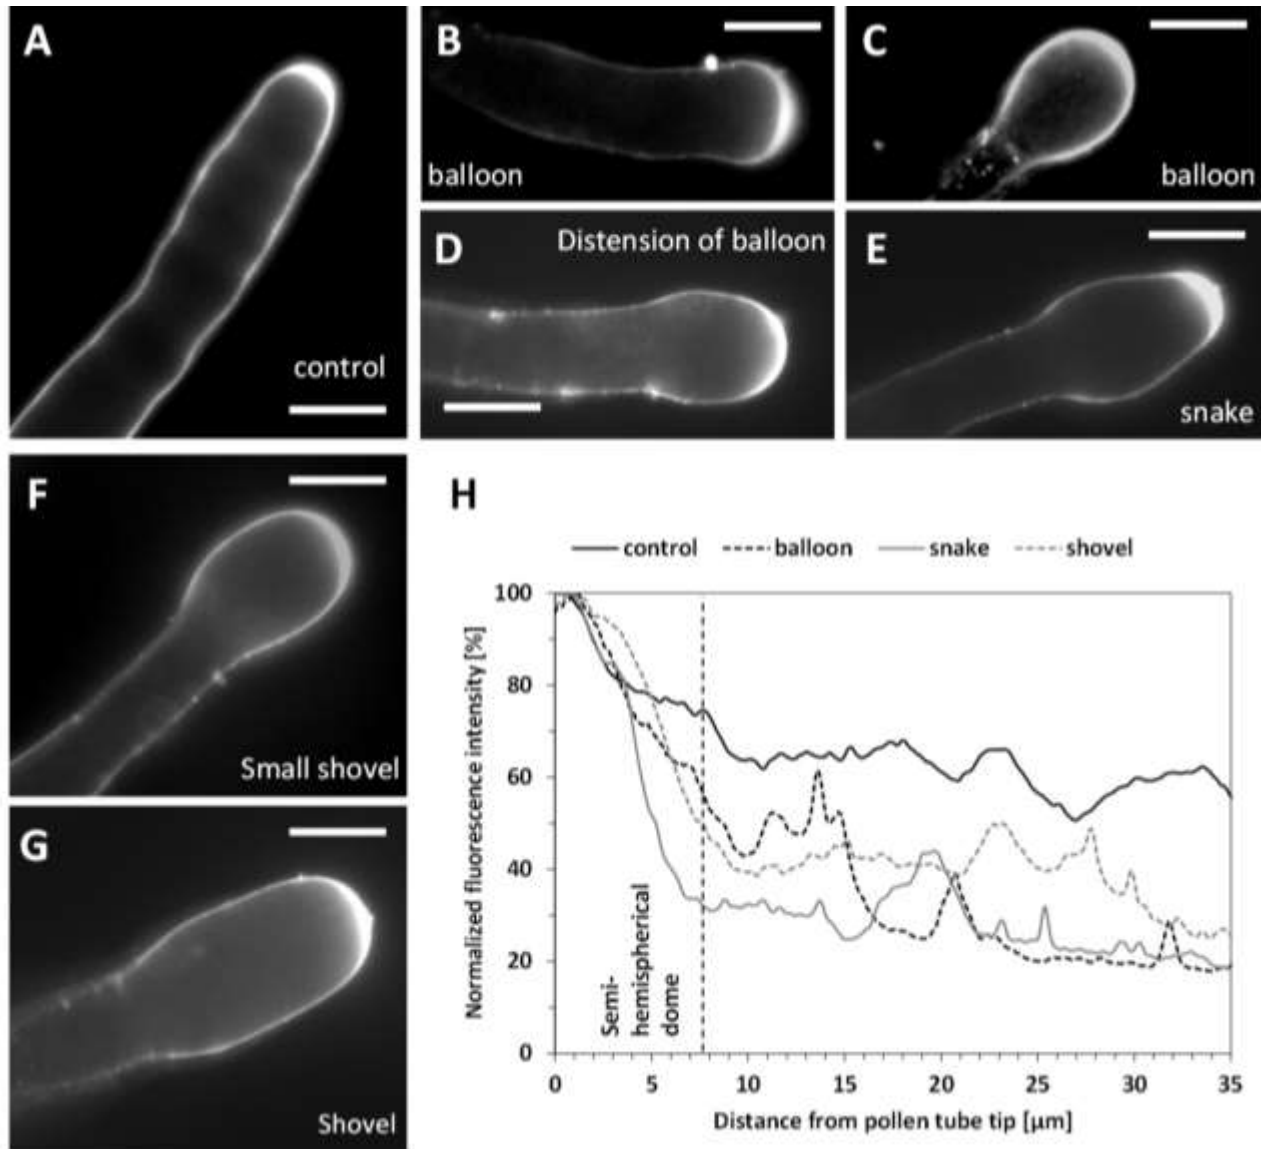 A
control
B
balloon
C
balloon
D
Distension of balloon
E
snake
F
Small shovel
G
Shovel
H
control
balloon
snake
shovel
Normalized fluorescence intensity [%]
100
80
60
40
20
0
Semi-
hemispherical
dome
0
5
10
15
20
25
30
35
Distance from pollen tube tip [µm]